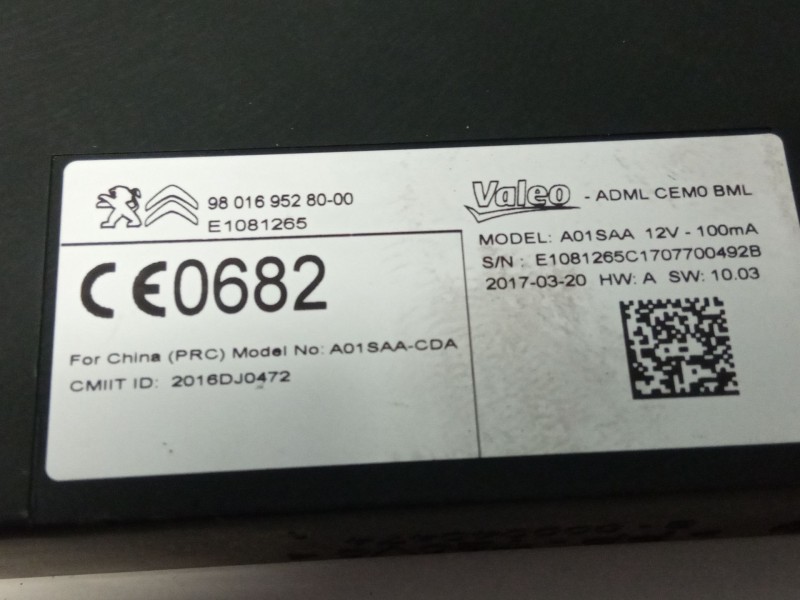 98 016 952 80-00
E1081265
CE0682
For China (PRC) Model No: A01SAA-CDA
CMIIT ID: 2016DJ0472
Valeo - ADML CEM0 BML
MODEL: A01SAA 12V - 100mA
S/N : E1081265C1707700492B
2017-03-20 HW: A SW: 10.03